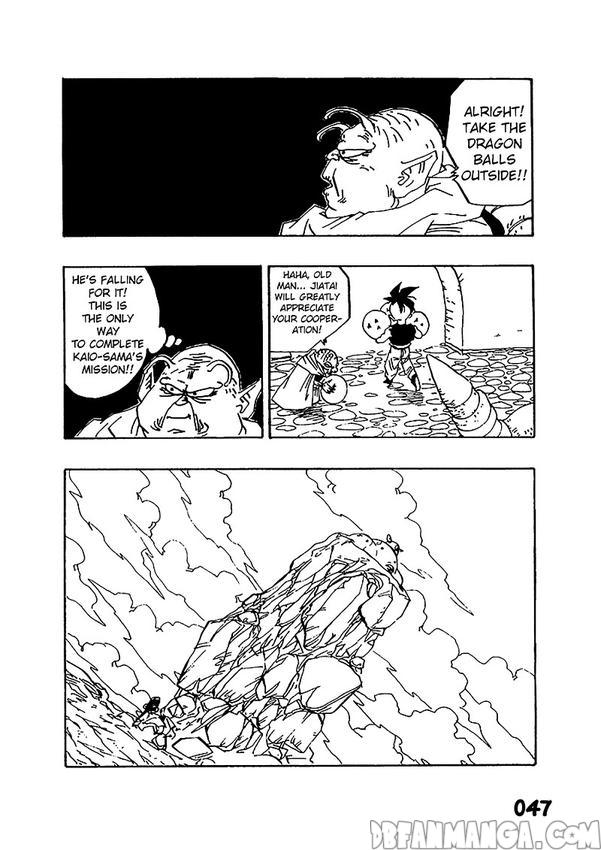 ALRIGHT!
TAKE THE
DRAGON
BALLS
OUTSIDE!!
HE'S FALLING
FOR IT!
THIS IS
THE ONLY
WAY
TO COMPLETE
KAIO-SAMA'S
MISSION!!
HAHA, OLD
MAN... JIATAI
WILL GREATLY
APPRECIATE
YOUR COOPER-
ATION!
047
DBFANMANGA.COM